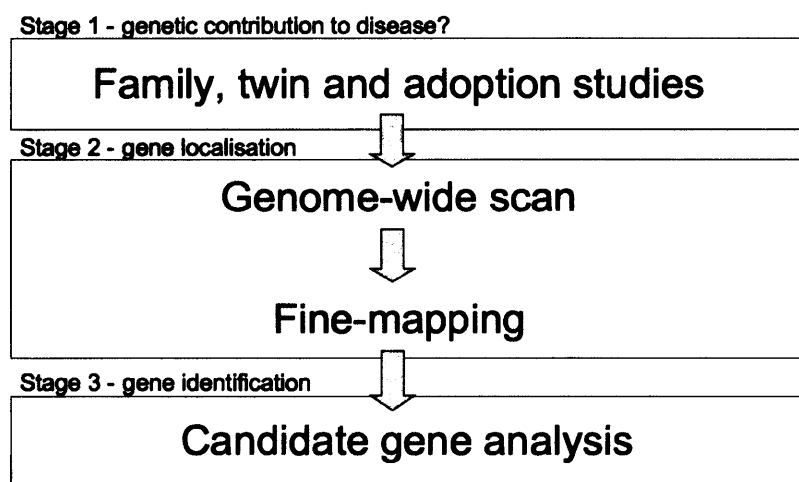 Stage 1 - genetic contribution to disease?
Family, twin and adoption studies
Stage 2 - gene localisation
Genome-wide scan
Fine-mapping
Stage 3 - gene identification
Candidate gene analysis